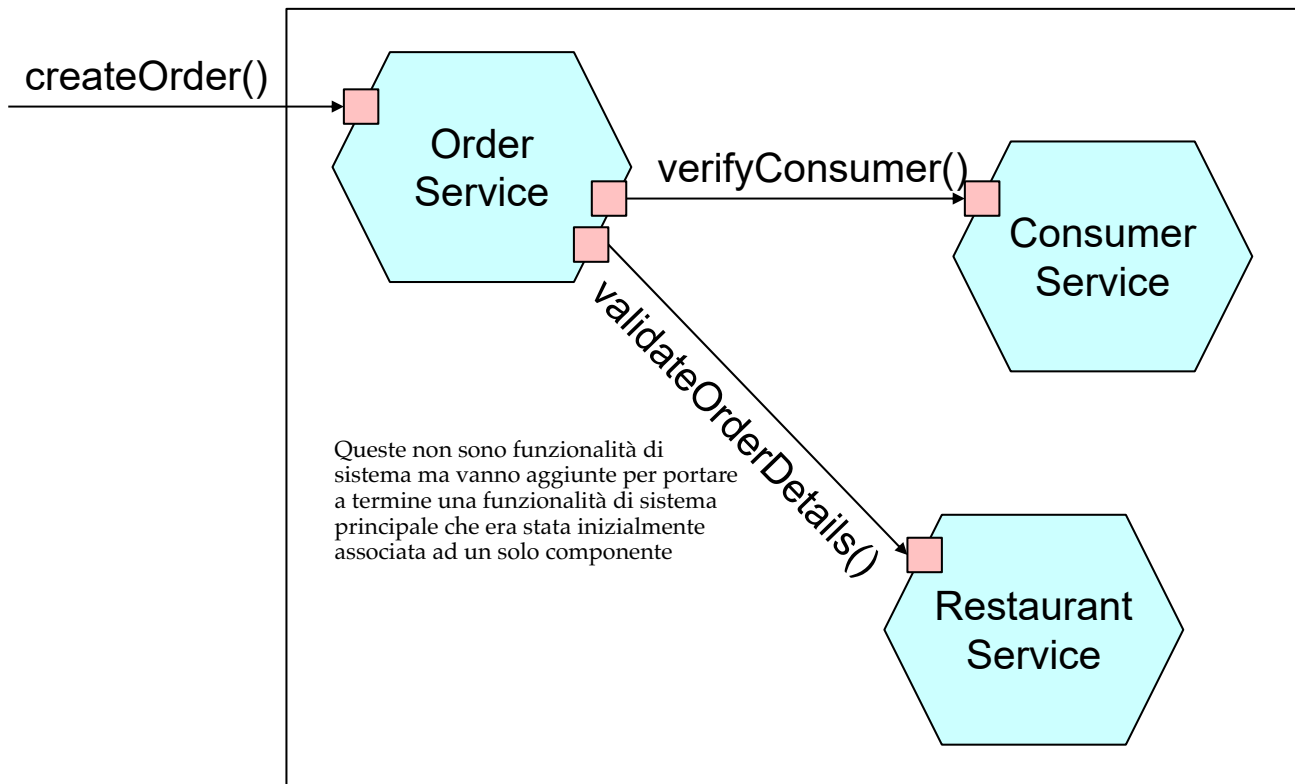 createOrder()
Order
Service
verifyConsumer()
Consumer
Service
validateOrderDetails()
Queste non sono funzionalità di
sistema ma vanno aggiunte per portare
a termine una funzionalità di sistema
principale che era stata inizialmente
associata ad un solo componente
Restaurant
Service